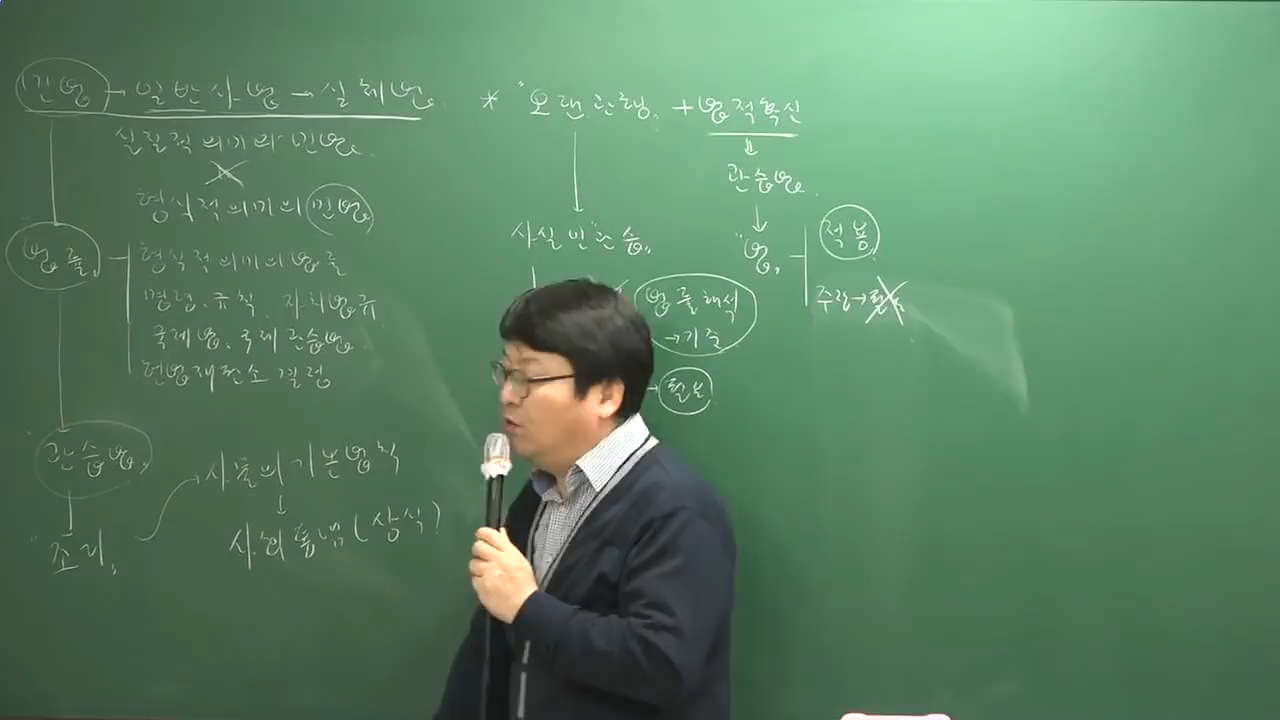 민법 → 일반사법 → 실체법
실질적 의미의 민법
형식적 의미의 민법
법률
형식적 의미의 법률
명령, 규칙, 자치법규
국제법, 국제관습법
헌법재판소 결정
관습법
조리
사물의 기본법칙
↓
사회통념(상식)
* "오랜 관행, + 법적확신
⇓
관습법
↓
"법,
적용
주장→
사실인 관습,
법률해석
→기준